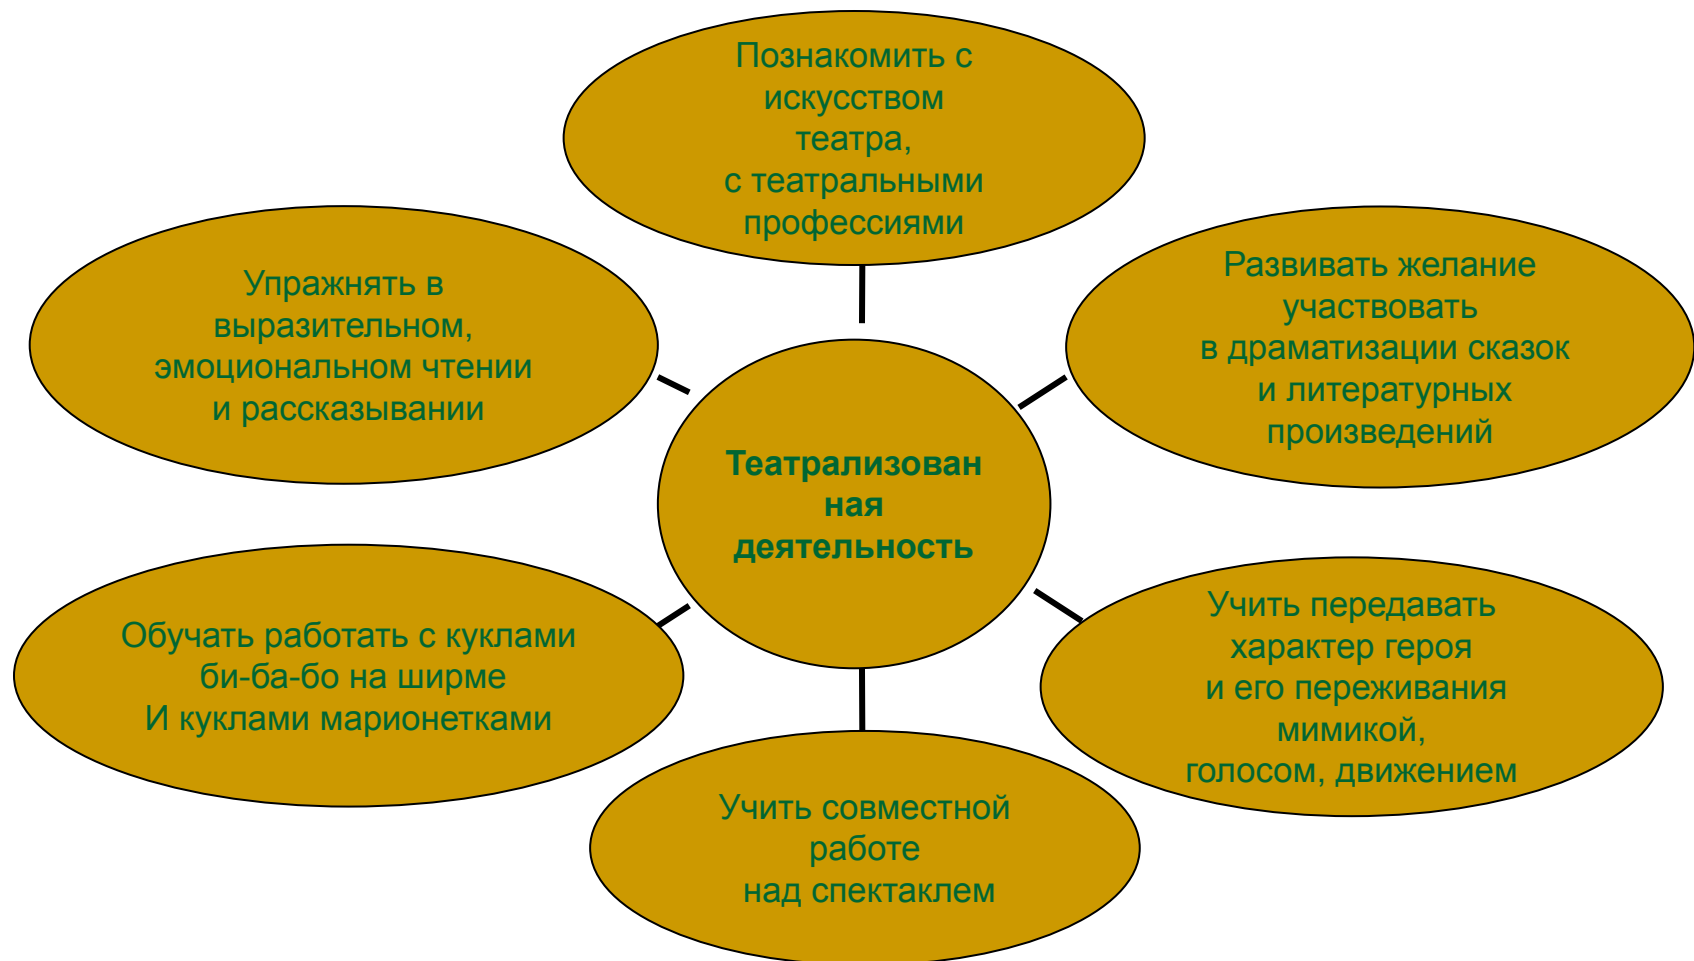 Познакомить с
искусством
театра,
с театральными
профессиями
Упражнять в
выразительном,
эмоциональном чтении
и рассказывании
Развивать желание
участвовать
в драматизации сказок
и литературных
произведений
Театрализован
ная
деятельность
Обучать работать с куклами
би-ба-бо на ширме
И куклами марионетками
Учить передавать
характер героя
и его переживания
мимикой,
голосом, движением
Учить совместной
работе
над спектаклем